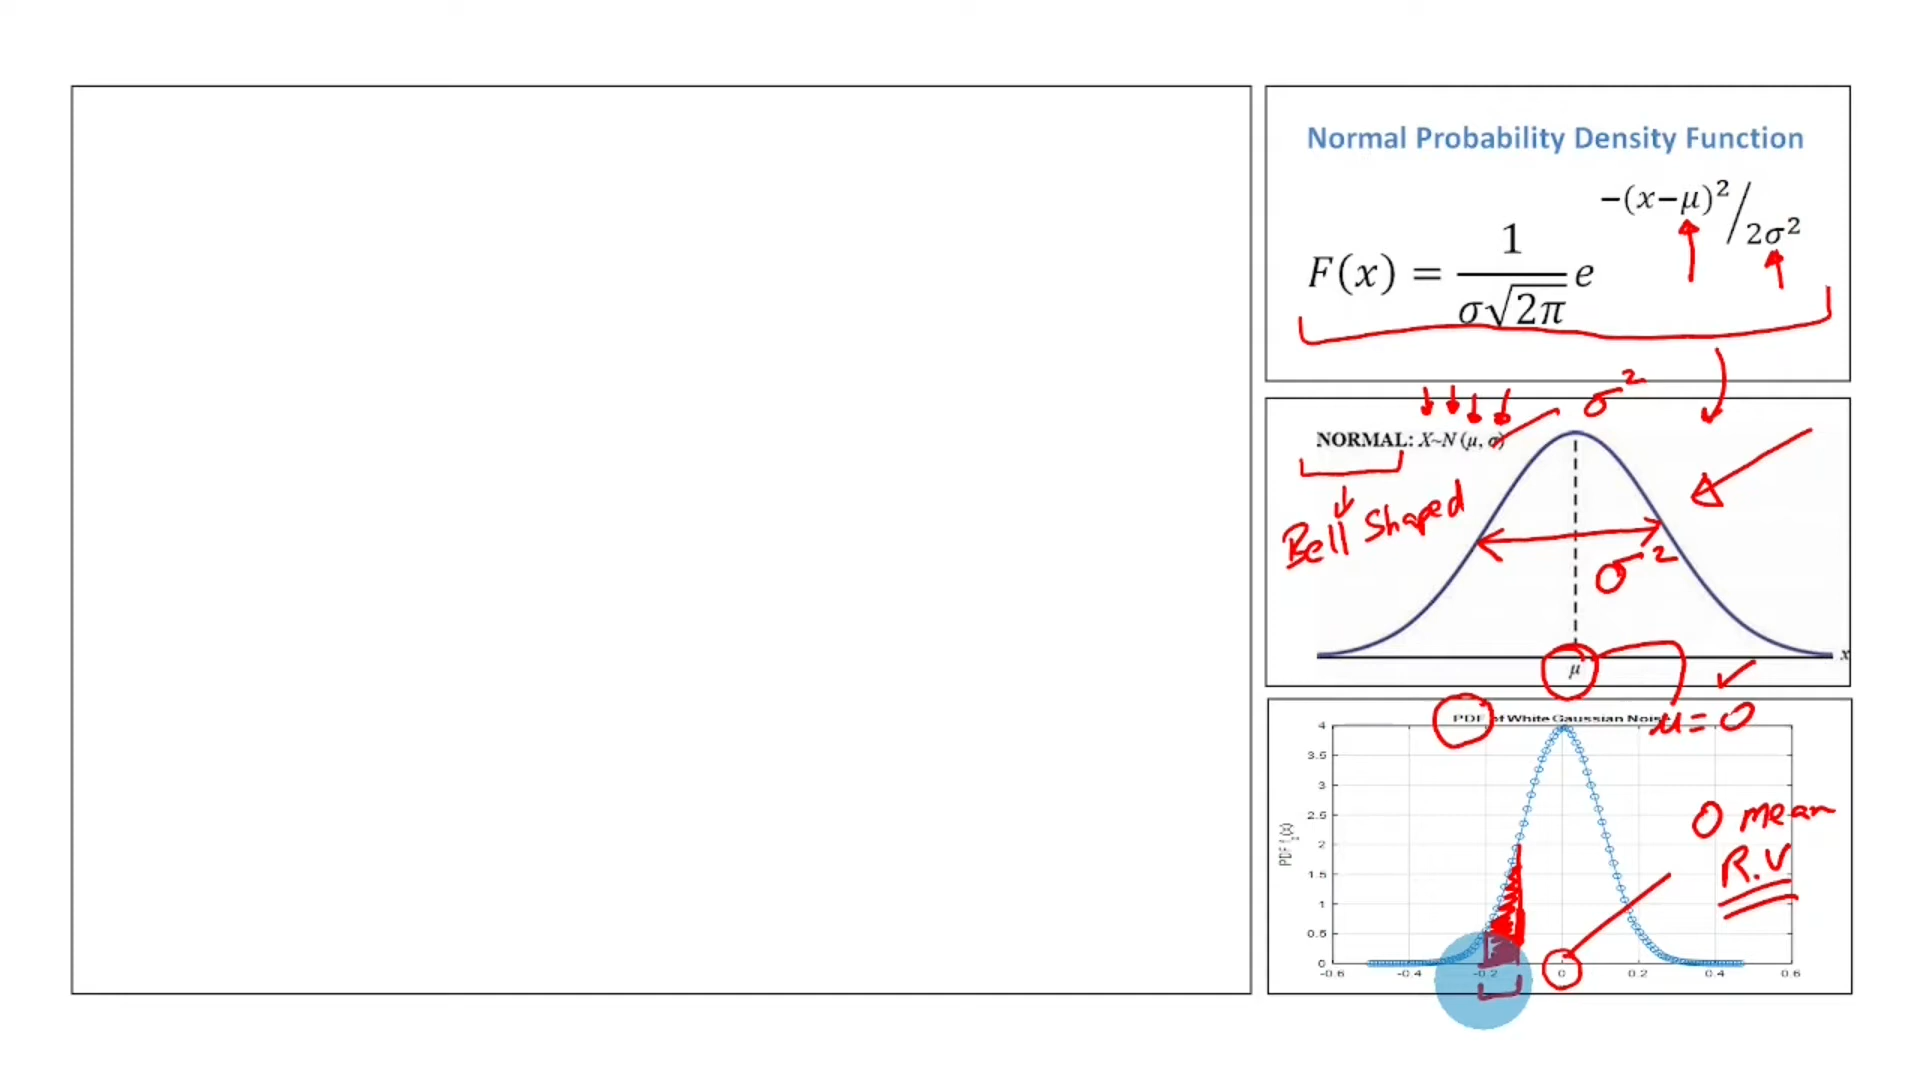 Normal Probability Density Function
F(x) = 1/σ√2π e −(x−μ)²/2σ²
σ²
NORMAL: X~N (μ, σ)
Bell Shaped
σ²
μ
x
μ = 0
PDF of White Gaussian Noise
4
3.5
3
2.5
2
1.5
1
0.5
0
PDF f_x(x)
0 mean
R.V
-0.6 -0.4 -0.2 0 0.2 0.4 0.6